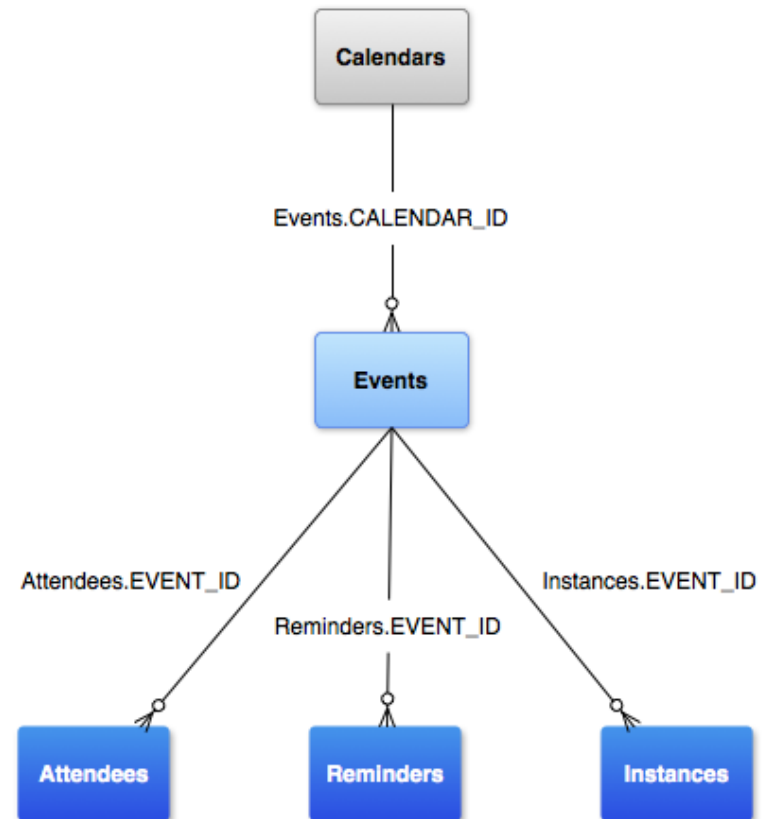 Calendars
Events.CALENDAR_ID
Events
Attendees.EVENT_ID
Instances.EVENT_ID
Reminders.EVENT_ID
Attendees
Reminders
Instances